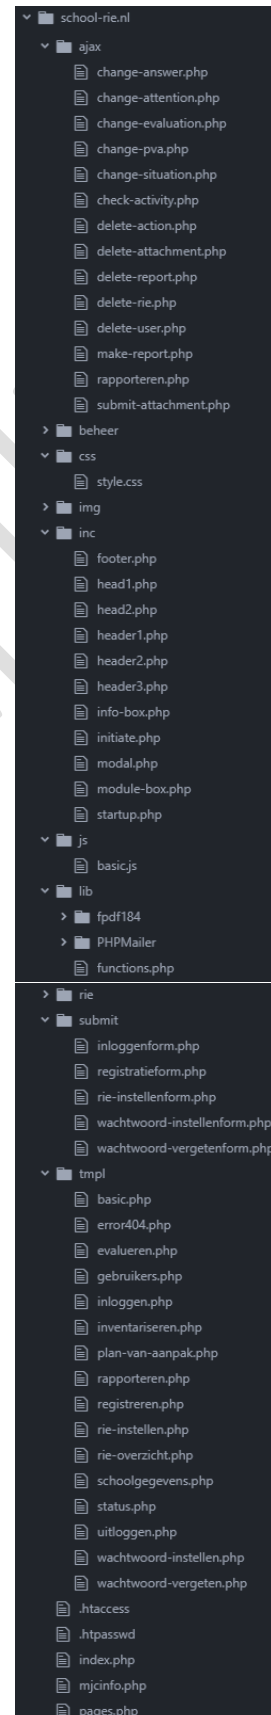 school-rie.nl
ajax
change-answer.php
change-attention.php
change-evaluation.php
change-pva.php
change-situation.php
check-activity.php
delete-action.php
delete-attachment.php
delete-report.php
delete-rie.php
delete-user.php
make-report.php
rapporteren.php
submit-attachment.php
beheer
css
style.css
img
inc
footer.php
head1.php
head2.php
header1.php
header2.php
header3.php
info-box.php
initiate.php
modal.php
module-box.php
startup.php
js
basic.js
lib
fpdf184
PHPMailer
functions.php
rie
submit
inloggenform.php
registratieform.php
rie-instellenform.php
wachtwoord-instellenform.php
wachtwoord-vergetenform.php
tmpl
basic.php
error404.php
evalueren.php
gebruikers.php
inloggen.php
inventariseren.php
plan-van-aanpak.php
rapporteren.php
registreren.php
rie-instellen.php
rie-overzicht.php
schoolgegevens.php
status.php
uitloggen.php
wachtwoord-instellen.php
wachtwoord-vergeten.php
.htaccess
.htpasswd
index.php
mjcinfo.php
pages.php